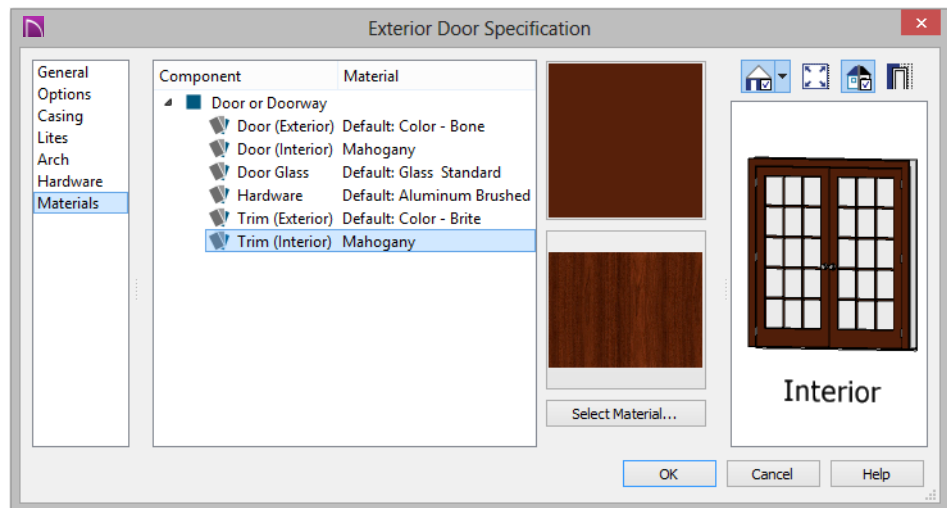 Exterior Door Specification
General
Options
Casing
Lites
Arch
Hardware
Materials
Component Material
Door or Doorway
Door (Exterior) Default: Color - Bone
Door (Interior) Mahogany
Door Glass Default: Glass Standard
Hardware Default: Aluminum Brushed
Trim (Exterior) Default: Color - Brite
Trim (Interior) Mahogany
Select Material...
Interior
OK Cancel Help